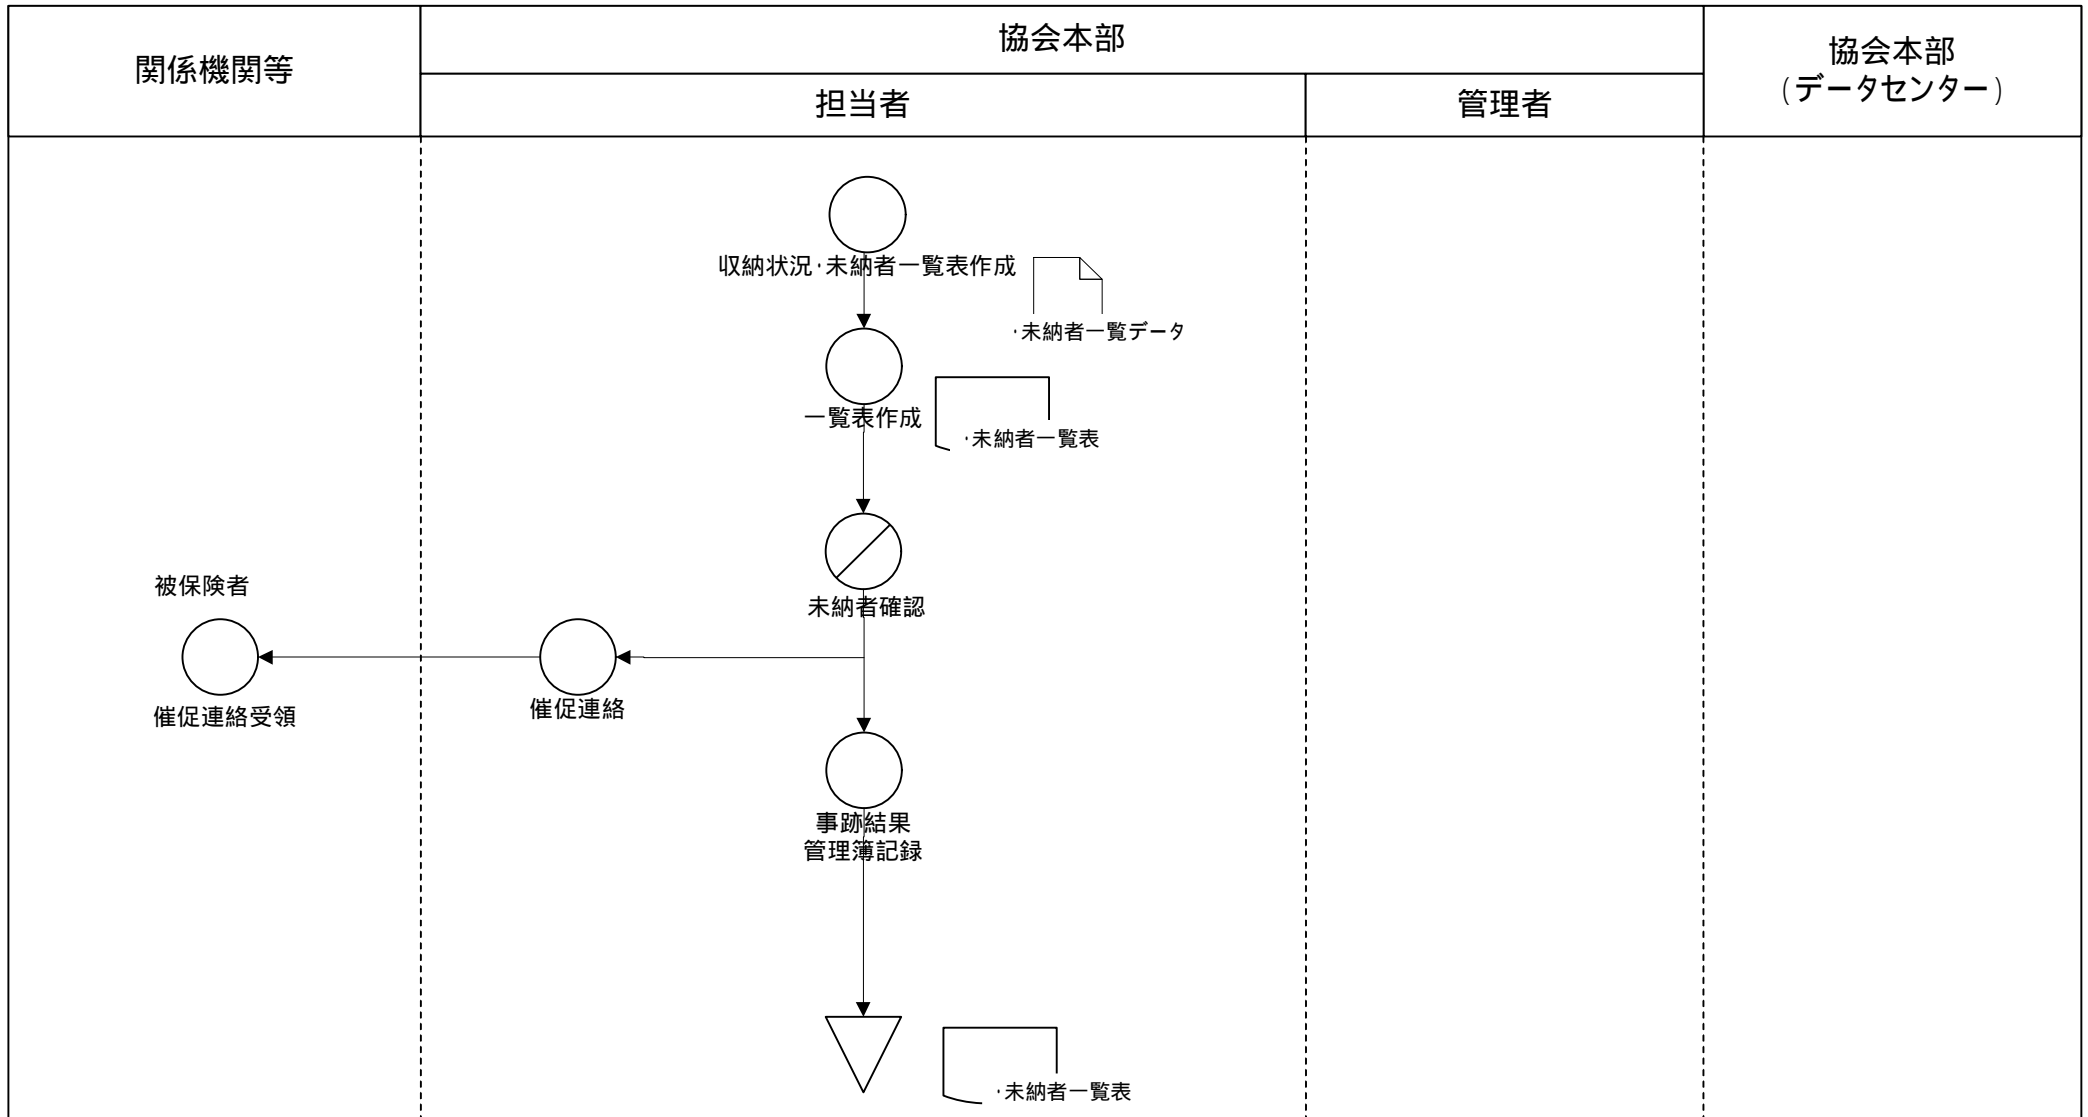 関係機関等
協会本部
協会本部
(データセンター)
担当者
管理者
収納状況・未納者一覧表作成
・未納者一覧データ
一覧表作成
・未納者一覧表
未納者確認
被保険者
催促連絡受領
催促連絡
事跡結果
管理簿記録
・未納者一覧表